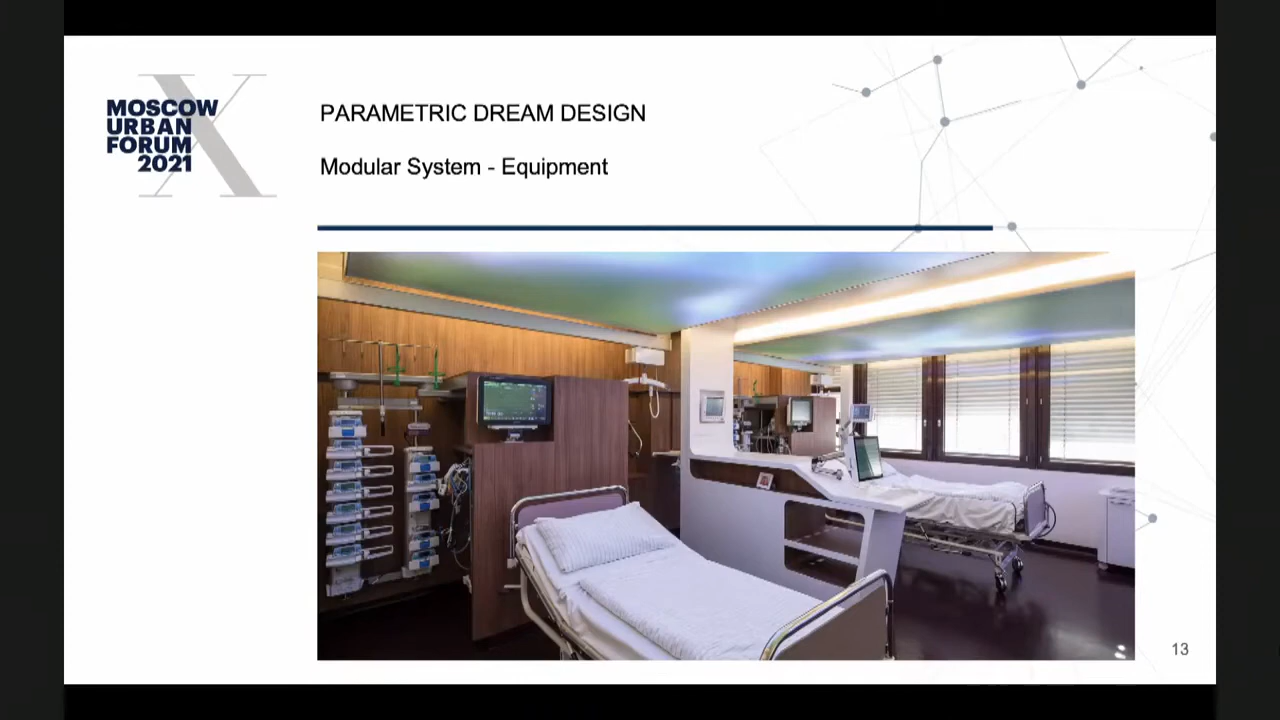 MOSCOW
URBAN
FORUM
2021
PARAMETRIC DREAM DESIGN
Modular System - Equipment
13